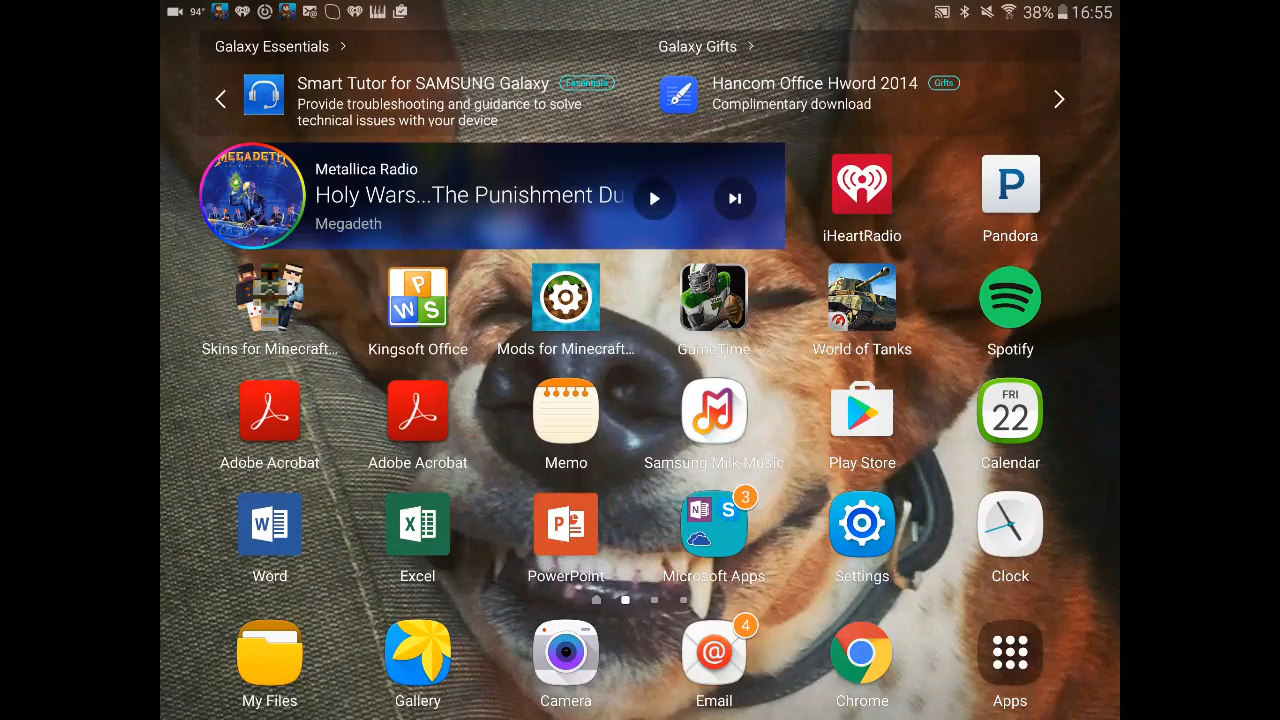 94°
38%
16:55
Galaxy Essentials
Galaxy Gifts
Smart Tutor for SAMSUNG Galaxy
Essentials
Provide troubleshooting and guidance to solve
technical issues with your device
Hancom Office Hword 2014
Gifts
Complimentary download
MEGADETH
Metallica Radio
Holy Wars...The Punishment Du
Megadeth
iHeartRadio
P
Pandora
Skins for Minecraft...
P
W S
Kingsoft Office
Mods for Minecraft...
GameTime
World of Tanks
Spotify
Adobe Acrobat
Adobe Acrobat
Memo
Samsung Milk Music
Play Store
FRI
22
Calendar
W
Word
X
Excel
P
PowerPoint
N
S
3
Microsoft Apps
Settings
Clock
My Files
Gallery
Camera
@
4
Email
Chrome
Apps